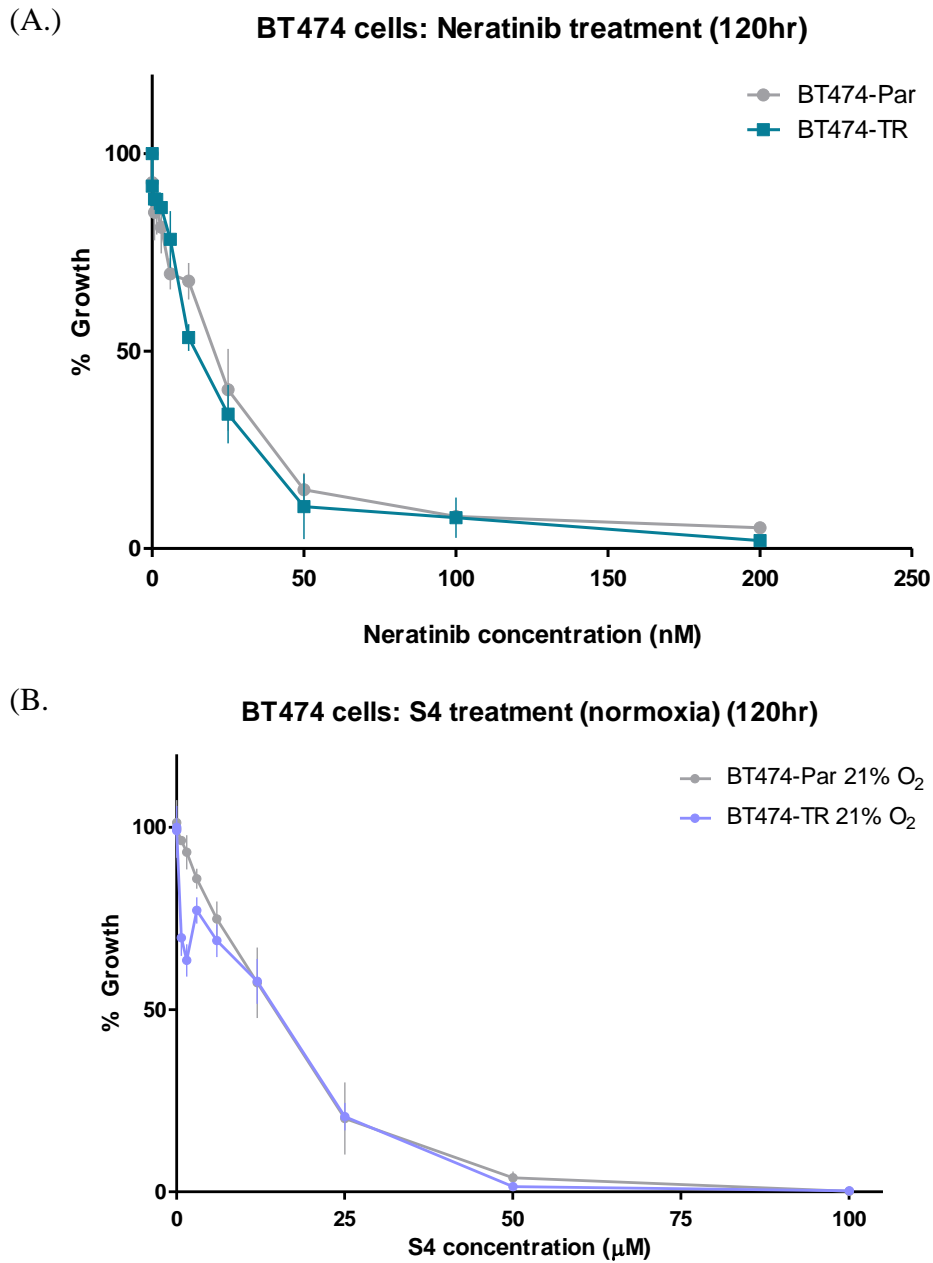 (A.)
BT474 cells: Neratinib treatment (120hr)
BT474-Par
BT474-TR
100
50
0
% Growth
0 50 100 150 200 250
Neratinib concentration (nM)
(B.
BT474 cells: S4 treatment (normoxia) (120hr)
BT474-Par 21% O₂
BT474-TR 21% O₂
100
50
0
% Growth
0 25 50 75 100
S4 concentration (μM)